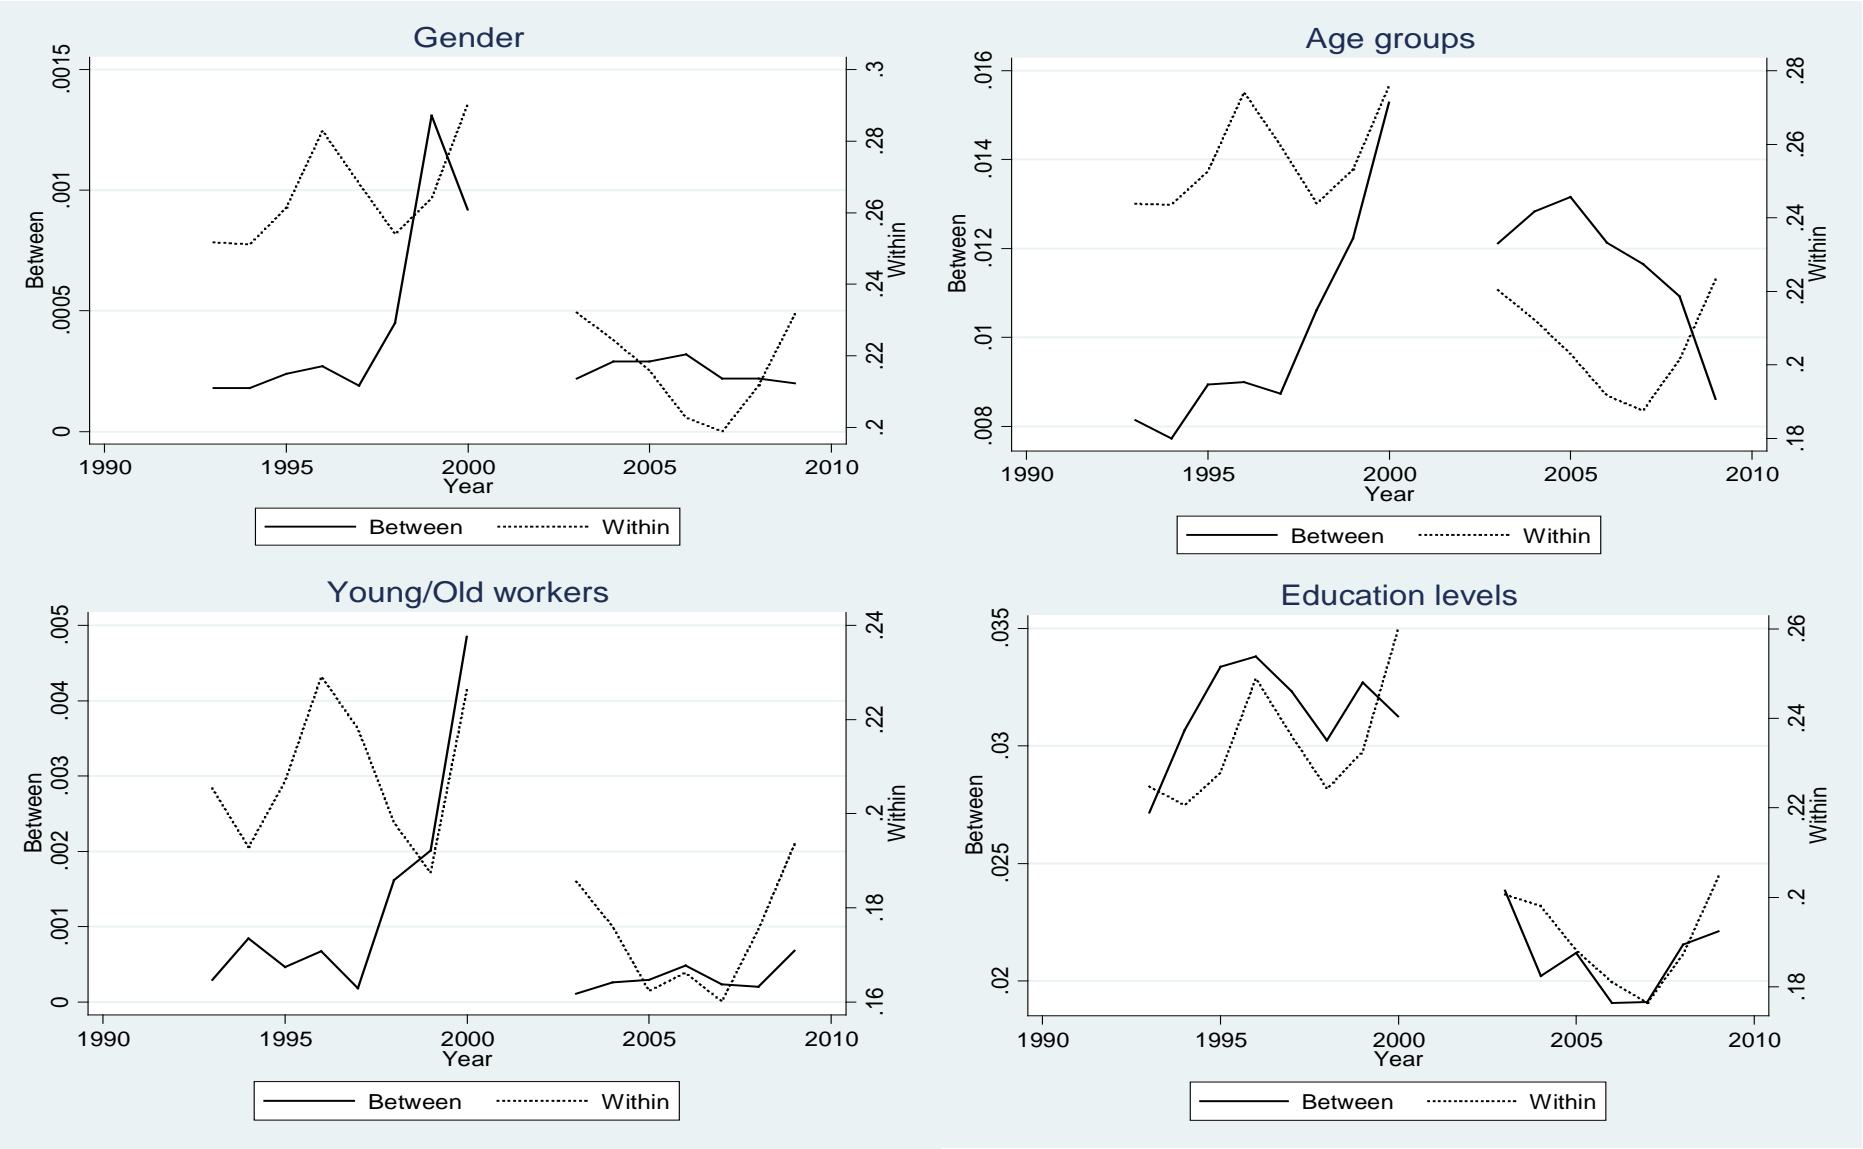 Gender
.0015
.001
.0005
0
Between
.3
.28
.26
.24
.22
.2
Within
1990 1995 2000 2005 2010
Year
Between Within
Age groups
.016
.014
.012
.01
.008
Between
.28
.26
.24
.22
.2
.18
Within
1990 1995 2000 2005 2010
Year
Between Within
Young/Old workers
.005
.004
.003
.002
.001
0
Between
.24
.22
.2
.18
.16
Within
1990 1995 2000 2005 2010
Year
Between Within
Education levels
.035
.03
.025
.02
Between
.26
.24
.22
.2
.18
Within
1990 1995 2000 2005 2010
Year
Between Within